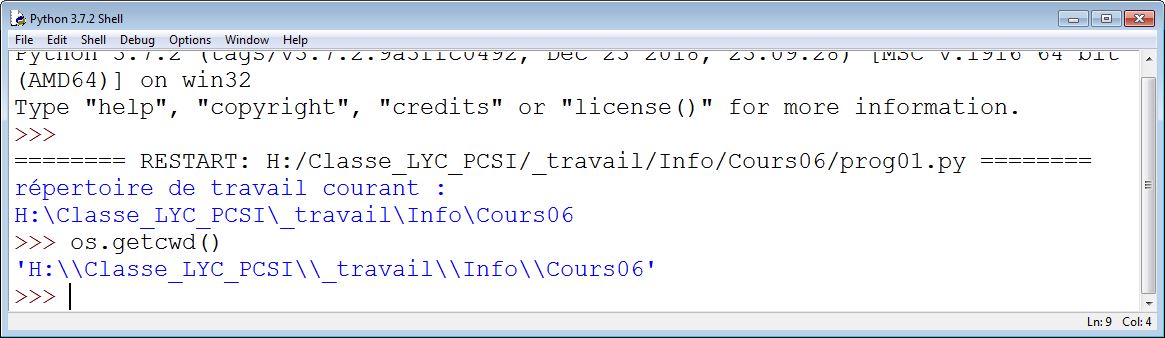 Python 3.7.2 Shell
File Edit Shell Debug Options Window Help
Python 3.7.2 (tags/v3.7.2:9a3ffc0492, Dec 23 2018, 23:09:28) [MSC v.1916 64 bit
(AMD64)] on win32
Type "help", "copyright", "credits" or "license()" for more information.
>>>
======== RESTART: H:/Classe_LYC_PCSI/_travail/Info/Cours06/prog01.py ========
répertoire de travail courant :
H:\Classe_LYC_PCSI\_travail\Info\Cours06
>>> os.getcwd()
'H:\\Classe_LYC_PCSI\\_travail\\Info\\Cours06'
>>>
Ln: 9 Col: 4